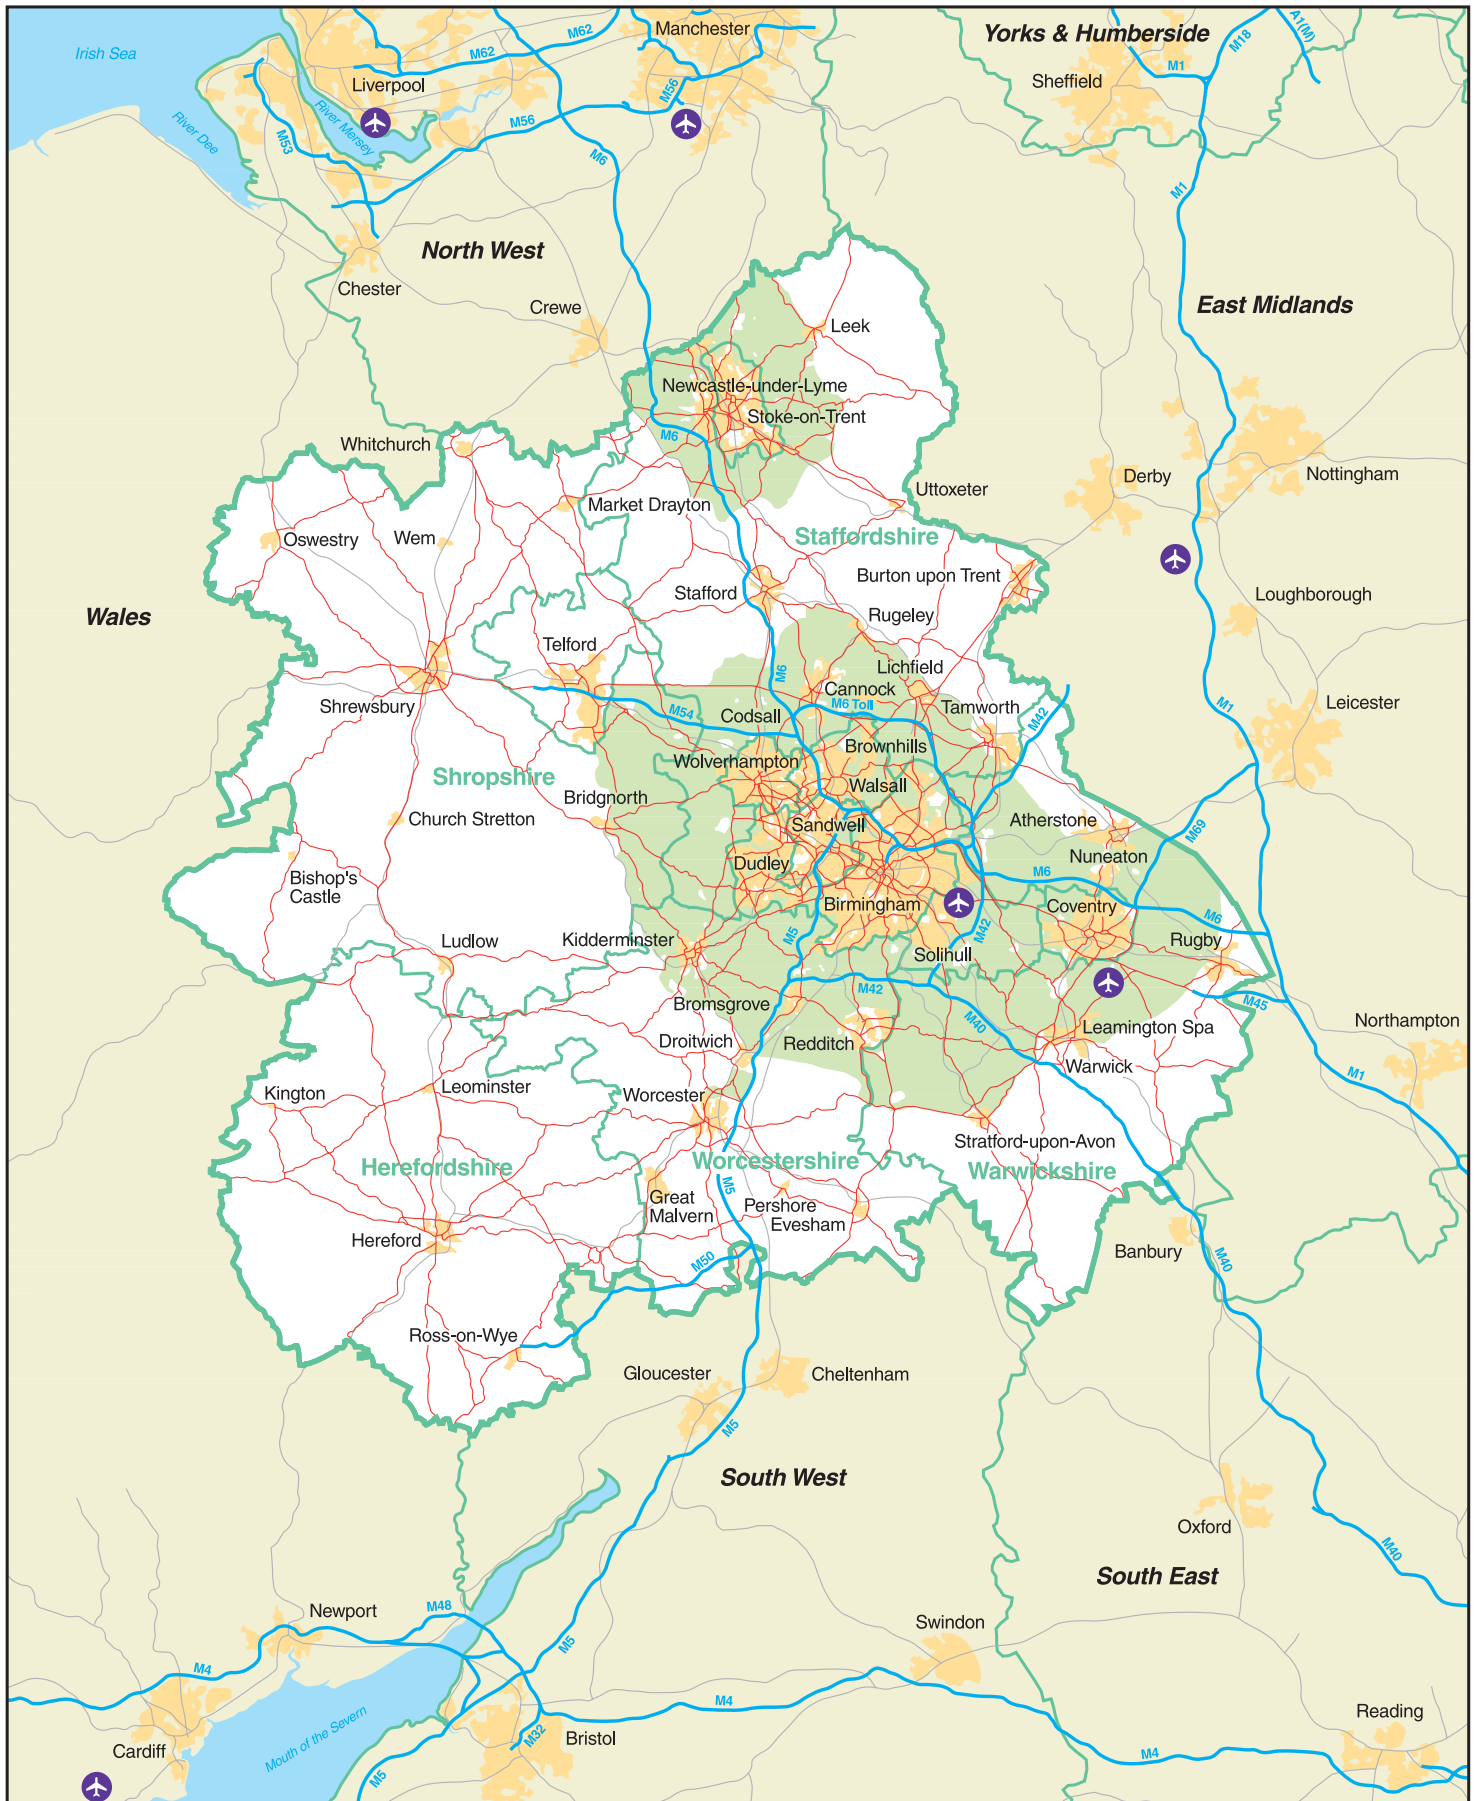 Irish Sea
Manchester
M62
M62
Yorks & Humberside
M18
A1(M)
M1
Sheffield
Liverpool
M56
River Mersey
River Dee
M53
M56
M6
M1
North West
Chester
Crewe
East Midlands
Leek
Newcastle-under-Lyme
Stoke-on-Trent
M6
Whitchurch
Derby
Nottingham
Uttoxeter
Market Drayton
Oswestry
Wem
Staffordshire
Burton upon Trent
Stafford
Loughborough
Rugeley
Wales
Telford
Lichfield
M6
Cannock
M6 Toll
Tamworth
Shrewsbury
M54
Codsall
M42
M1
Leicester
Brownhills
Wolverhampton
Shropshire
Walsall
Bridgnorth
Church Stretton
Sandwell
Atherstone
M69
Nuneaton
Dudley
M6
Bishop's
Castle
Birmingham
Coventry
M6
Ludlow
Kidderminster
M5
M42
Rugby
Solihull
M42
Bromsgrove
M45
M40
Leamington Spa
Northampton
Droitwich
Redditch
Warwick
M1
Kington
Leominster
Worcester
Stratford-upon-Avon
Herefordshire
Worcestershire
Warwickshire
M5
Great
Malvern
Pershore
Evesham
Hereford
Banbury
M40
M50
Ross-on-Wye
Gloucester
Cheltenham
M5
South West
Oxford
M40
South East
Newport
M48
Swindon
M5
M4
M4
Reading
Mouth of the Severn
M32
Bristol
Cardiff
M4
M5